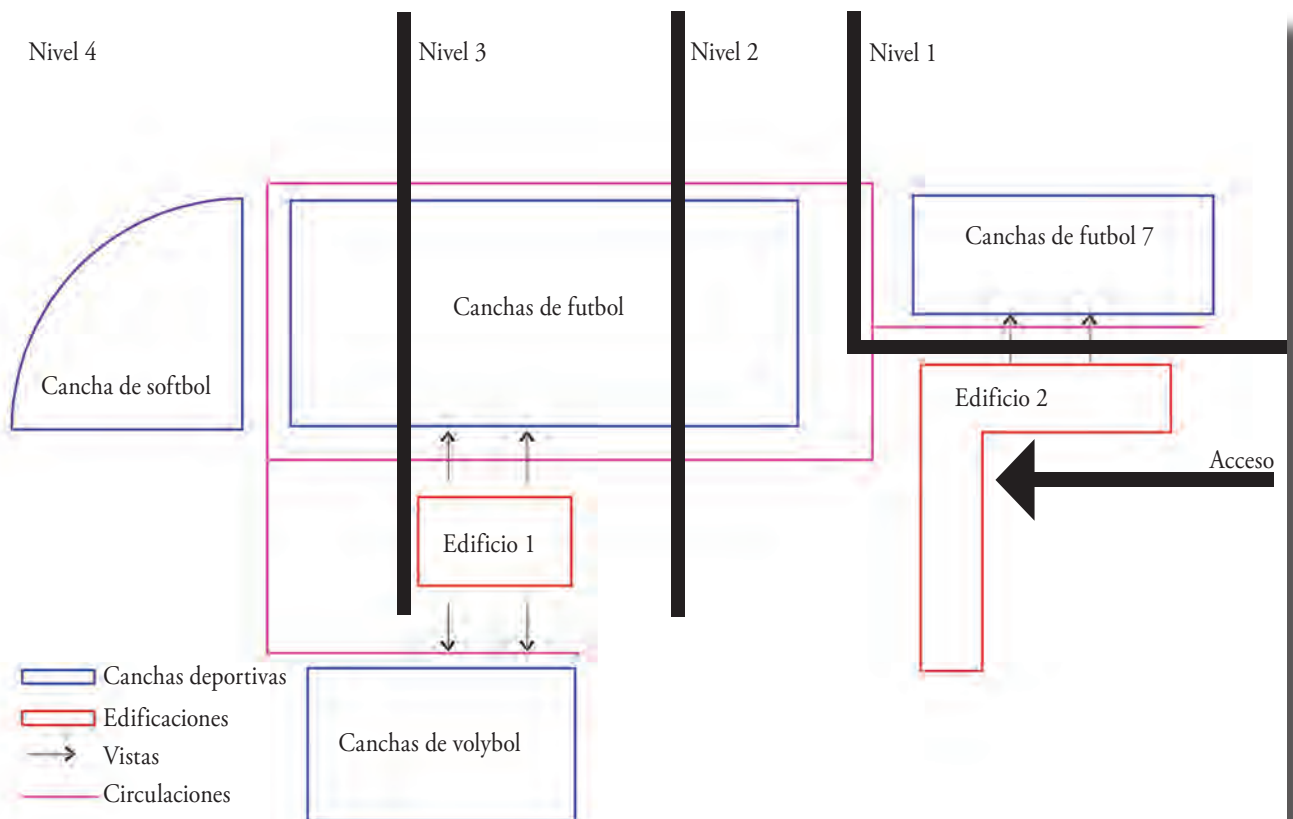 Nivel 4
Nivel 3
Nivel 2
Nivel 1
Canchas de futbol 7
Canchas de futbol
Cancha de softbol
Edificio 2
Acceso
Edificio 1
Canchas deportivas
Edificaciones
Vistas
Circulaciones
Canchas de volybol